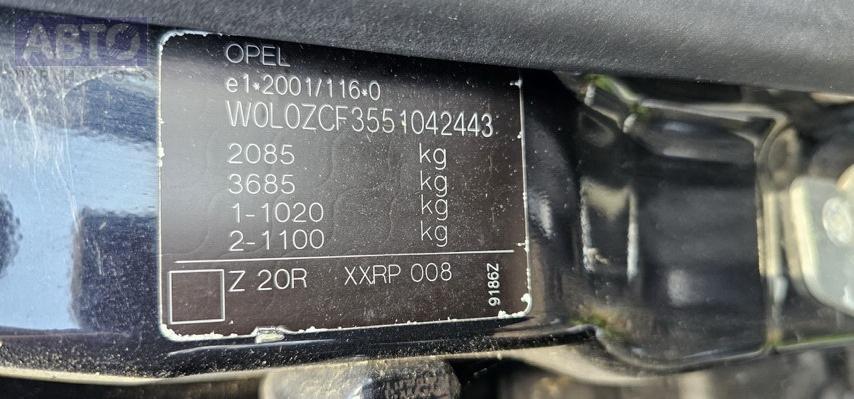 АВТО
OPEL
e1*2001/116*0
W0L0ZCF3551042443
2085 kg
3685 kg
1-1020 kg
2-1100 kg
Z 20R XXRP 008
9186Z